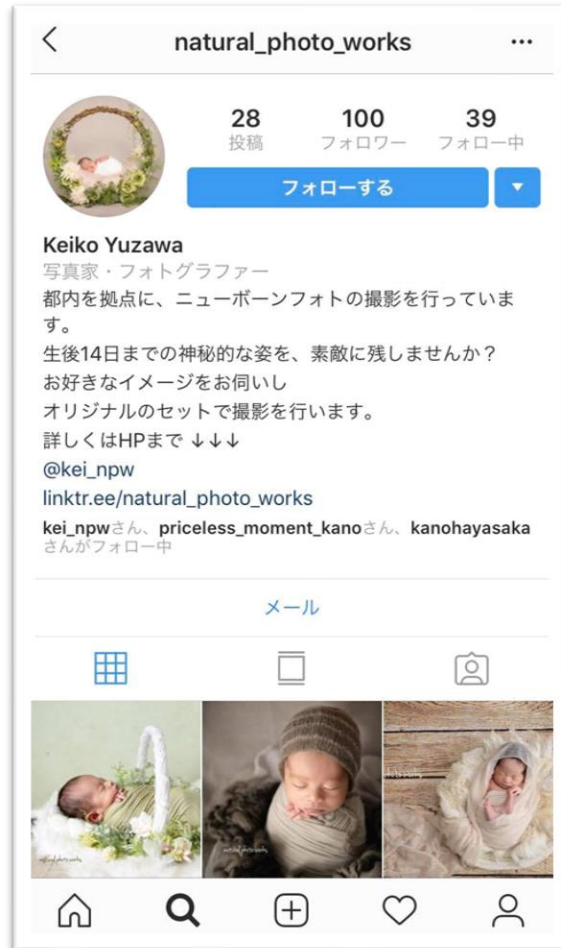 natural_photo_works
28 100 39
投稿 フォロワー フォロー中
フォローする
Keiko Yuzawa
写真家・フォトグラファー
都内を拠点に、ニューボーンフォトの撮影を行っていま
す。
生後14日までの神秘的な姿を、素敵に残しませんか？
お好きなイメージをお伺いし
オリジナルのセットで撮影を行います。
詳しくはHPまで ↓↓↓
@kei_npw
linktr.ee/natural_photo_works
kei_npwさん、priceless_moment_kanoさん、kanohayasaka
さんがフォロー中
メール
natural photo works